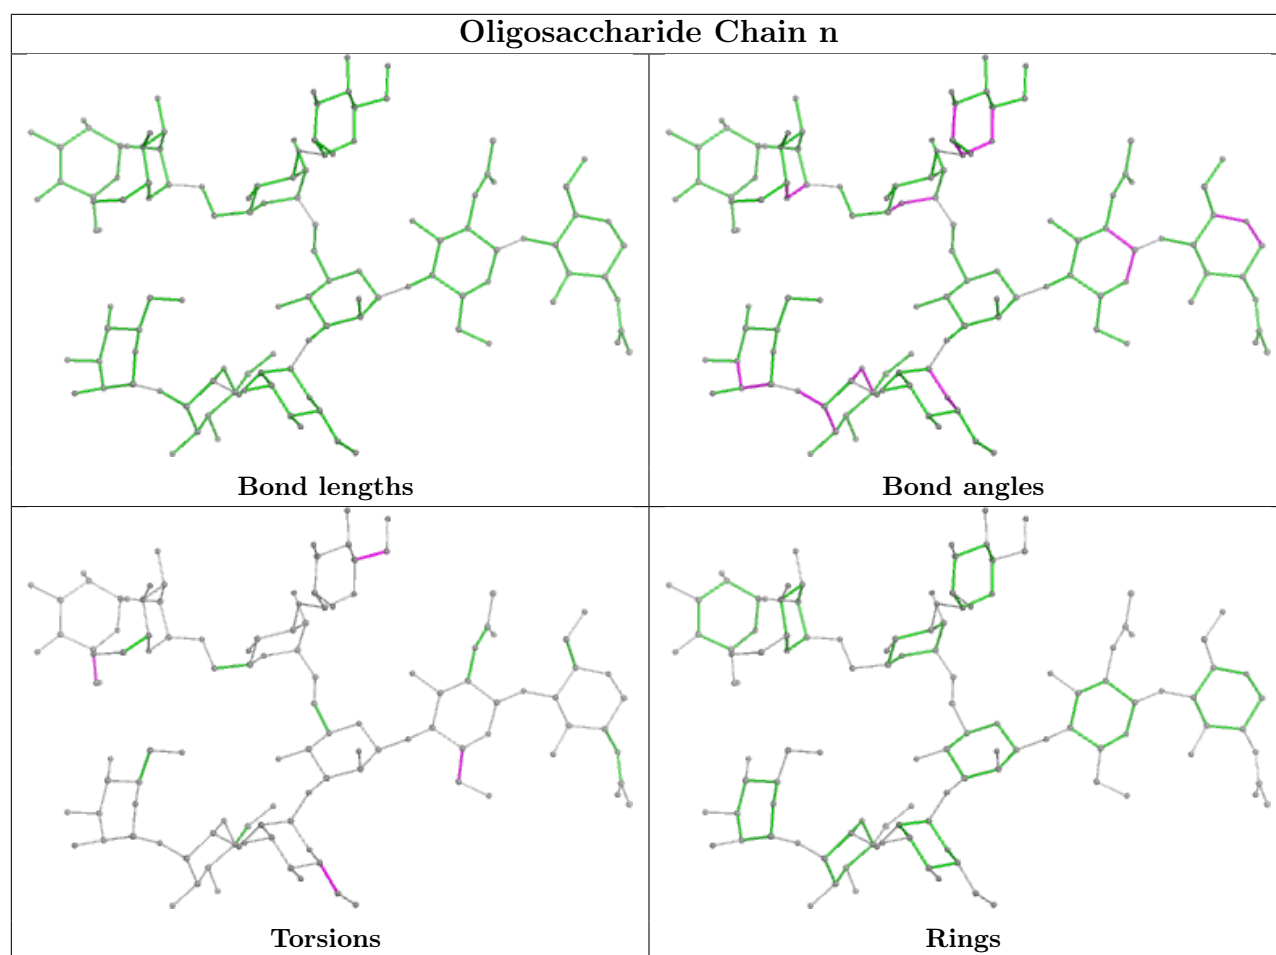 Oligosaccharide Chain n
Bond lengths
Bond angles
Torsions
Rings